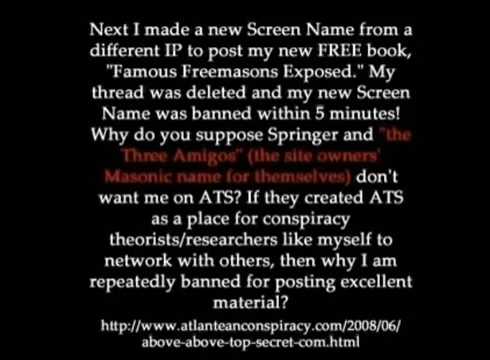 Next I made a new Screen Name from a
different IP to post my new FREE book,
"Famous Freemasons Exposed." My
thread was deleted and my new Screen
Name was banned within 5 minutes!
Why do you suppose Springer and "the
Three Amigos" (the site owners'
Masonic name for themselves) don't
want me on ATS? If they created ATS
as a place for conspiracy
theorists/researchers like myself to
network with others, then why I am
repeatedly banned for posting excellent
material?
http://www.atlanteanconspiracy.com/2008/06/
above-above-top-secret-com.html